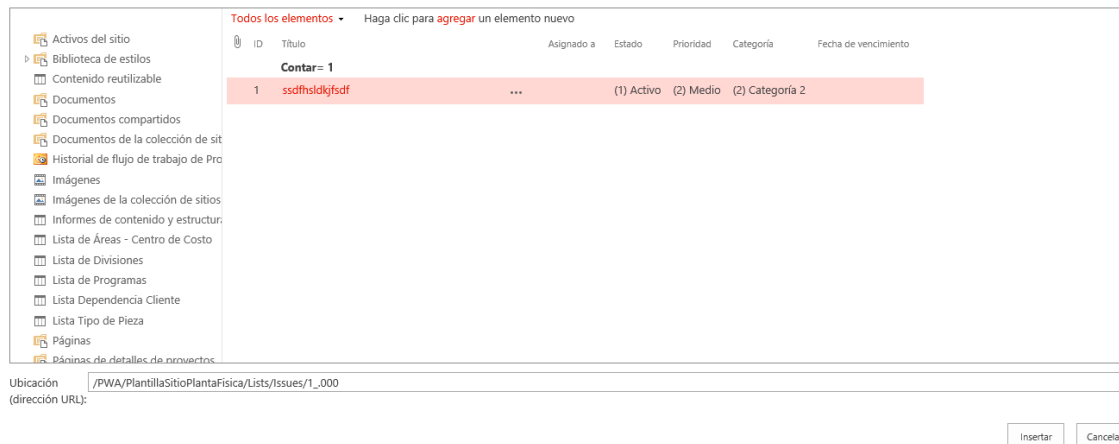 Todos los elementos Haga clic para agregar un elemento nuevo
Activos del sitio
Biblioteca de estilos
Contenido reutilizable
Documentos
Documentos compartidos
Documentos de la colección de sit
Historial de flujo de trabajo de Pro
Imágenes
Imágenes de la colección de sitios
Informes de contenido y estructura
Lista de Áreas - Centro de Costo
Lista de Divisiones
Lista de Programas
Lista Dependencia Cliente
Lista Tipo de Pieza
Páginas
Páginas de detalles de proyectos
ID Título Asignado a Estado Prioridad Categoría Fecha de vencimiento
Contar= 1
1 ssdfhsldkjfsdf ... (1) Activo (2) Medio (2) Categoría 2
Ubicación /PWA/PlantillaSitioPlantaFisica/Lists/Issues/1_.000
(dirección URL):
Insertar Cancela